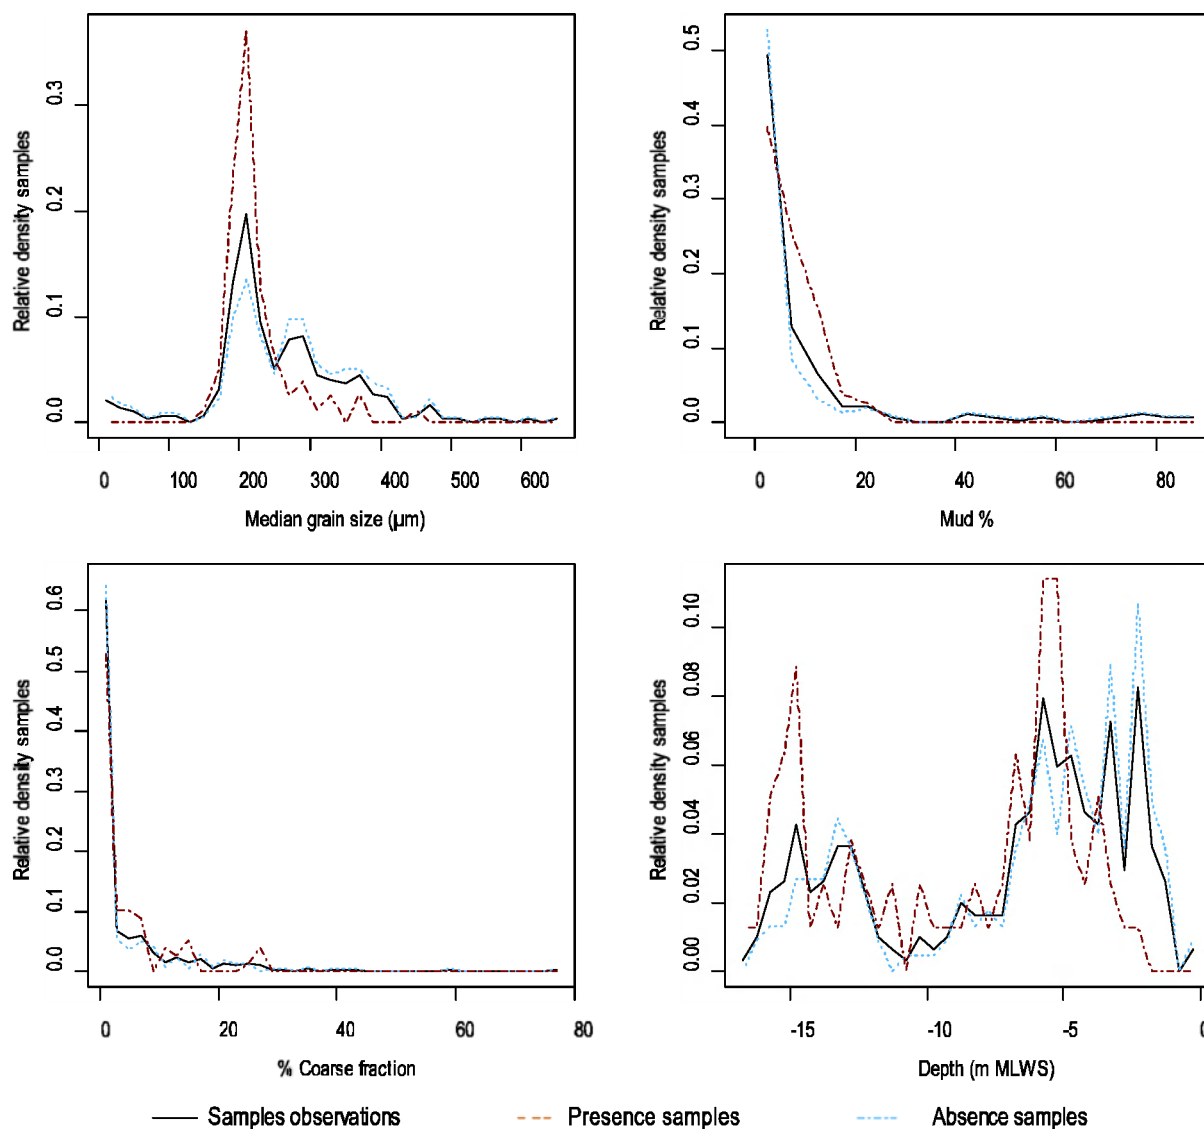 Relative density samples
0.0 0.1 0.2 0.3
0 100 200 300 400 500 600
Median grain size (µm)
Relative density samples
0.0 0.1 0.2 0.3 0.4 0.5
0 20 40 60 80
Mud %
Relative density samples
0.0 0.1 0.2 0.3 0.4 0.5 0.6
0 20 40 60 80
% Coarse fraction
Relative density samples
0.00 0.02 0.04 0.06 0.08 0.10
-15 -10 -5 0
Depth (m MLWS)
Samples observations Presence samples Absence samples